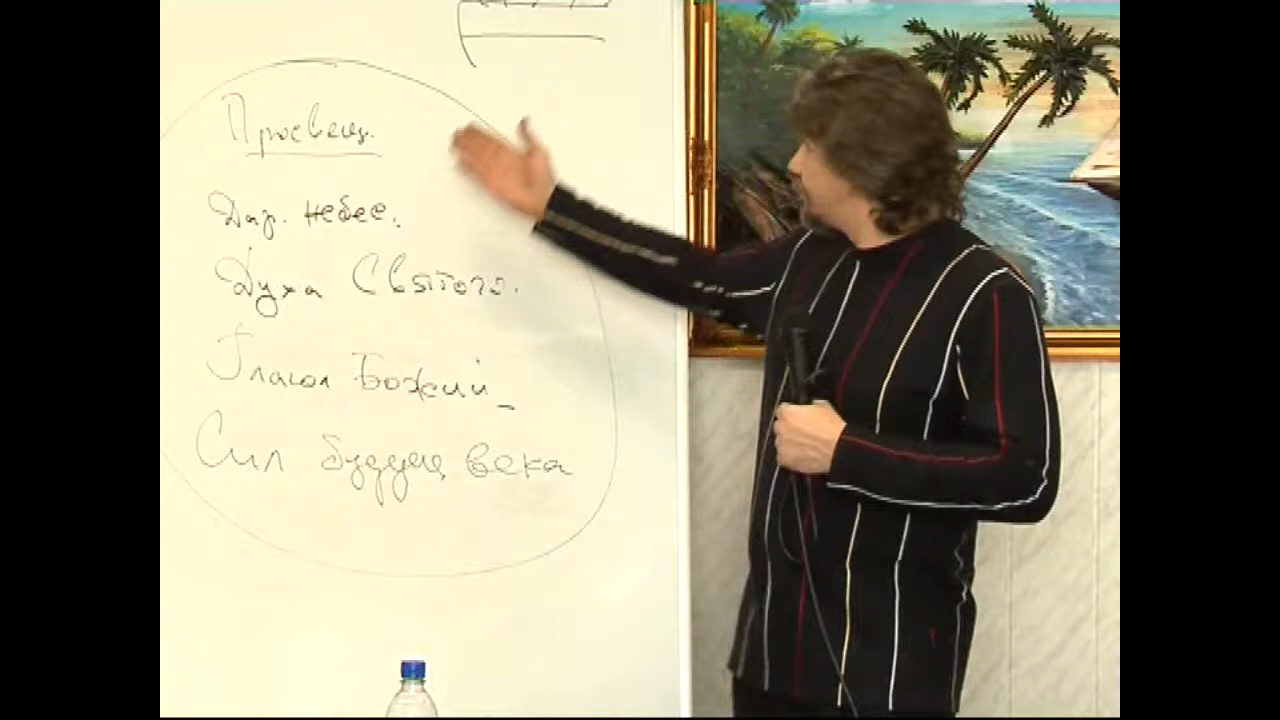 Просвещ.
Дар. небес.
Духа Святого.
Глагол Божий
Сил будущ века